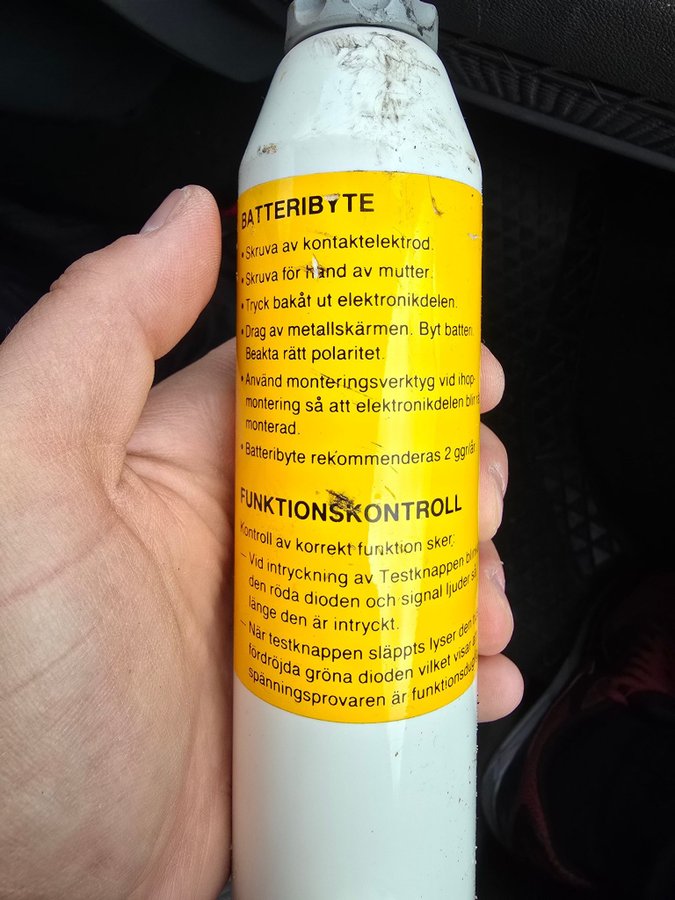 BATTERIBYTE
• Skruva av kontaktelektrod.
• Skruva för hand av mutter.
• Tryck bakåt ut elektronikdelen.
• Drag av metallskärmen. Byt batteri.
Beakta rätt polaritet.
• Använd monteringsverktyg vid ihop-
montering så att elektronikdelen
monterad.
• Batteribyte rekommenderas 2 ggr/år.
FUNKTIONSKONTROLL
Kontroll av korrekt funktion sker:
– Vid intryckning av Testknappen
den röda dioden och signal ljuder
länge den är intryckt.
– När testknappen släppts lyser den
fördröjda gröna dioden vilket visar
spänningsprovaren är